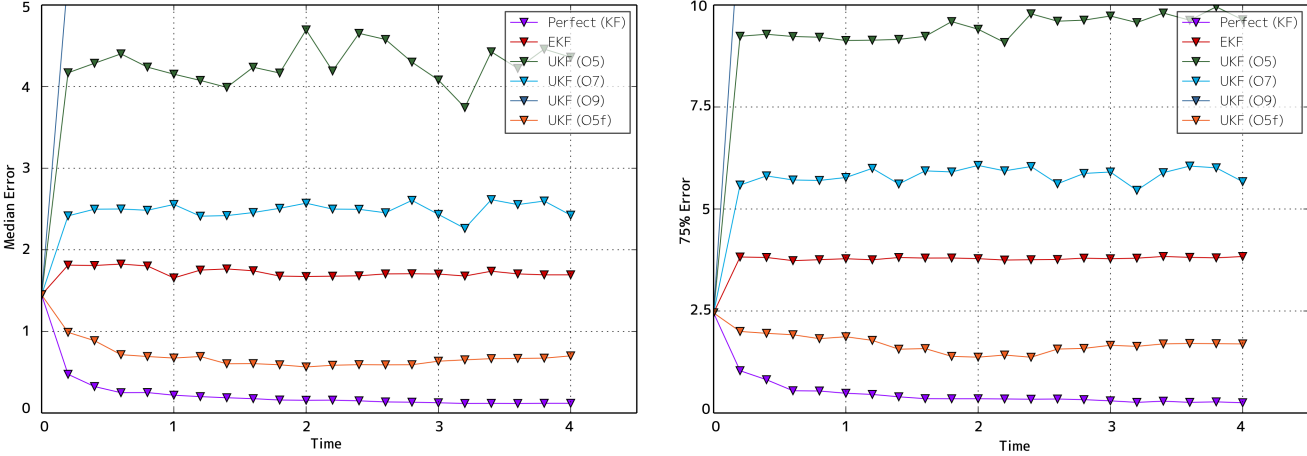 5
4
3
2
1
0
Median Error
0
1
2
3
4
Time
Perfect (KF)
EKF
UKF (O5)
UKF (O7)
UKF (O9)
UKF (O5f)
10
7.5
5
2.5
0
75% Error
0
1
2
3
4
Time
Perfect (KF)
EKF
UKF (O5)
UKF (O7)
UKF (O9)
UKF (O5f)